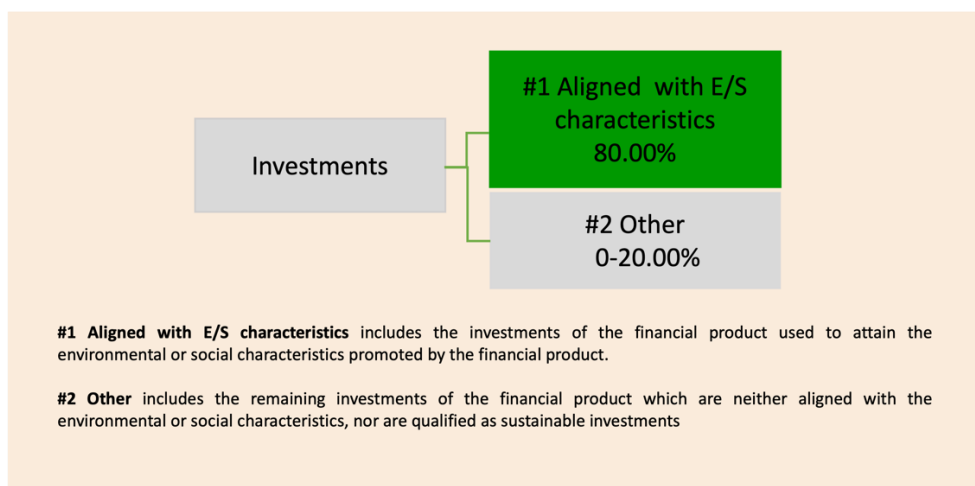 #1 Aligned with E/S
characteristics
80.00%
Investments
#2 Other
0-20.00%
#1 Aligned with E/S characteristics includes the investments of the financial product used to attain the
environmental or social characteristics promoted by the financial product.
#2 Other includes the remaining investments of the financial product which are neither aligned with the
environmental or social characteristics, nor are qualified as sustainable investments